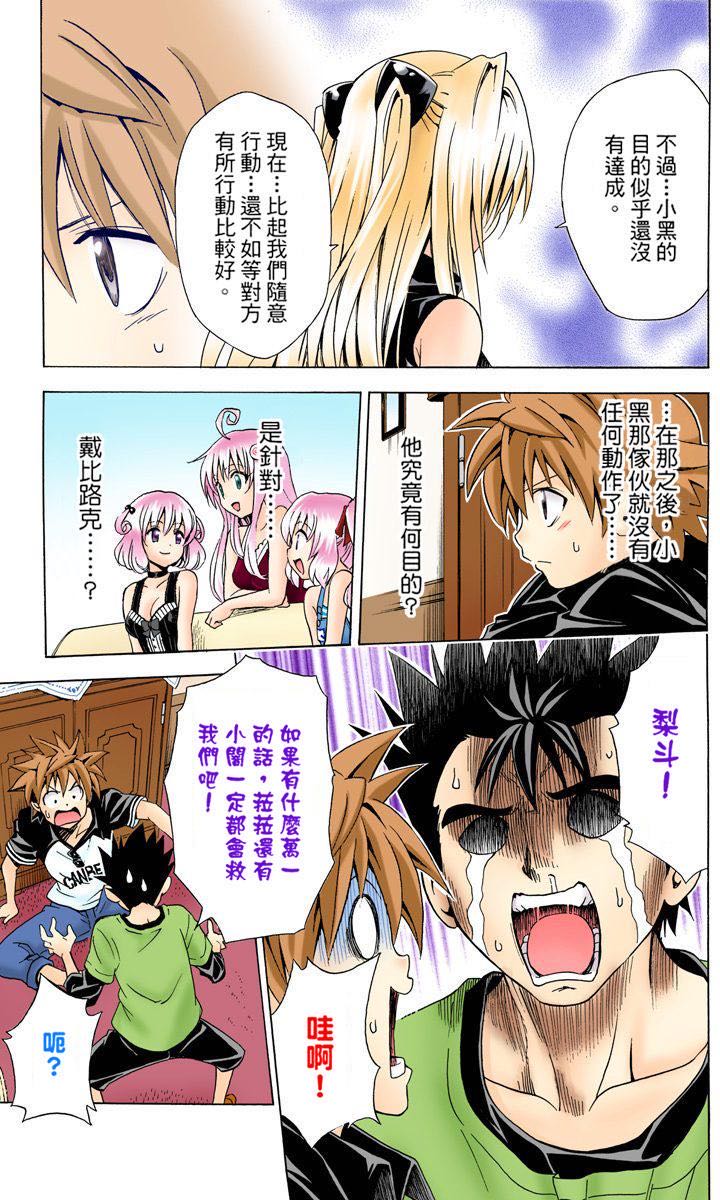 不過⋯小黑的
目的似乎還沒
有達成。
現在⋯比起我們隨意
行動⋯還不如等對方
有所行動比較好。
⋯在那之後，小
黑那傢伙就沒有
任何動作了⋯⋯
他究竟有何目的？
是針對⋯⋯
戴比路克⋯⋯？
梨斗！
如果有什麼萬一
的話，菈菈還有
小闇一定都會救
我們吧！
哇啊！
CANRE
呃？